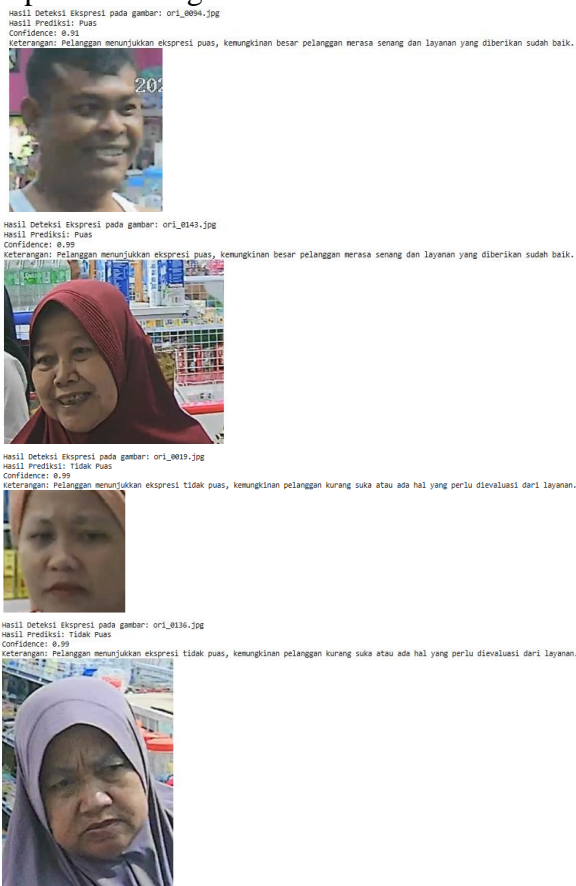 Hasil Deteksi Ekspresi pada gambar: ori_0094.jpg
Hasil Prediksi: Puas
Confidence: 0.91
Keterangan: Pelanggan menunjukkan ekspresi puas, kemungkinan besar pelanggan merasa senang dan layanan yang diberikan sudah baik.
202
Hasil Deteksi Ekspresi pada gambar: ori_0143.jpg
Hasil Prediksi: Puas
Confidence: 0.99
Keterangan: Pelanggan menunjukkan ekspresi puas, kemungkinan besar pelanggan merasa senang dan layanan yang diberikan sudah baik.
Hasil Deteksi Ekspresi pada gambar: ori_0019.jpg
Hasil Prediksi: Tidak Puas
Confidence: 0.99
Keterangan: Pelanggan menunjukkan ekspresi tidak puas, kemungkinan pelanggan kurang suka atau ada hal yang perlu dievaluasi dari layanan.
Hasil Deteksi Ekspresi pada gambar: ori_0136.jpg
Hasil Prediksi: Tidak Puas
Confidence: 0.99
Keterangan: Pelanggan menunjukkan ekspresi tidak puas, kemungkinan pelanggan kurang suka atau ada hal yang perlu dievaluasi dari layanan.